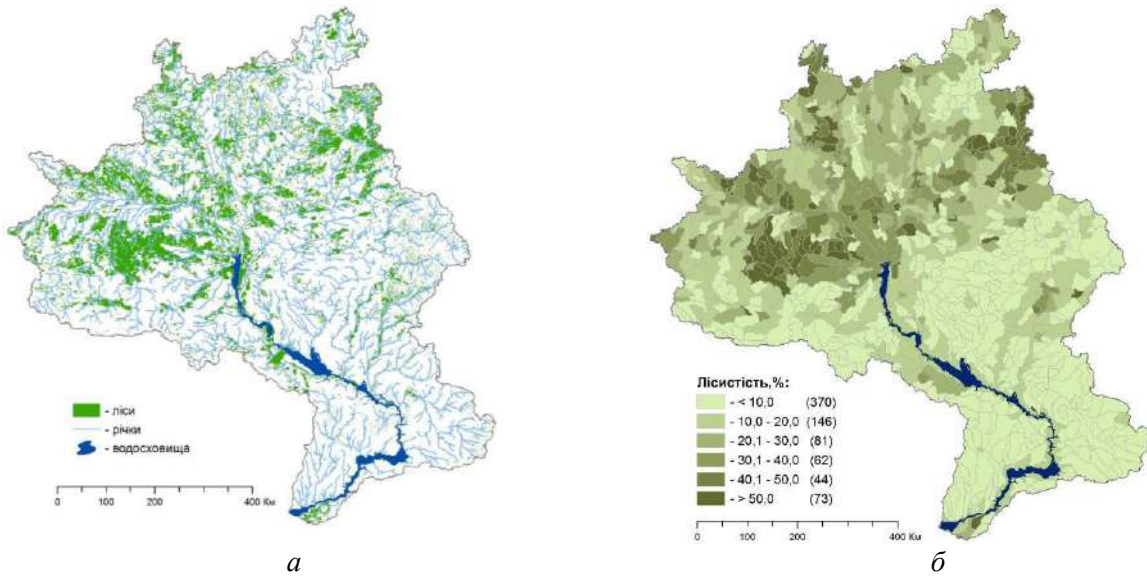 - ліси
- річки
- водосховища
0 100 200 400 Км
а
Лісистість,%:
- < 10,0 (370)
- 10,0 - 20,0 (146)
- 20,1 - 30,0 (81)
- 30,1 - 40,0 (62)
- 40,1 - 50,0 (44)
- > 50,0 (73)
0 100 200 400 Км
б